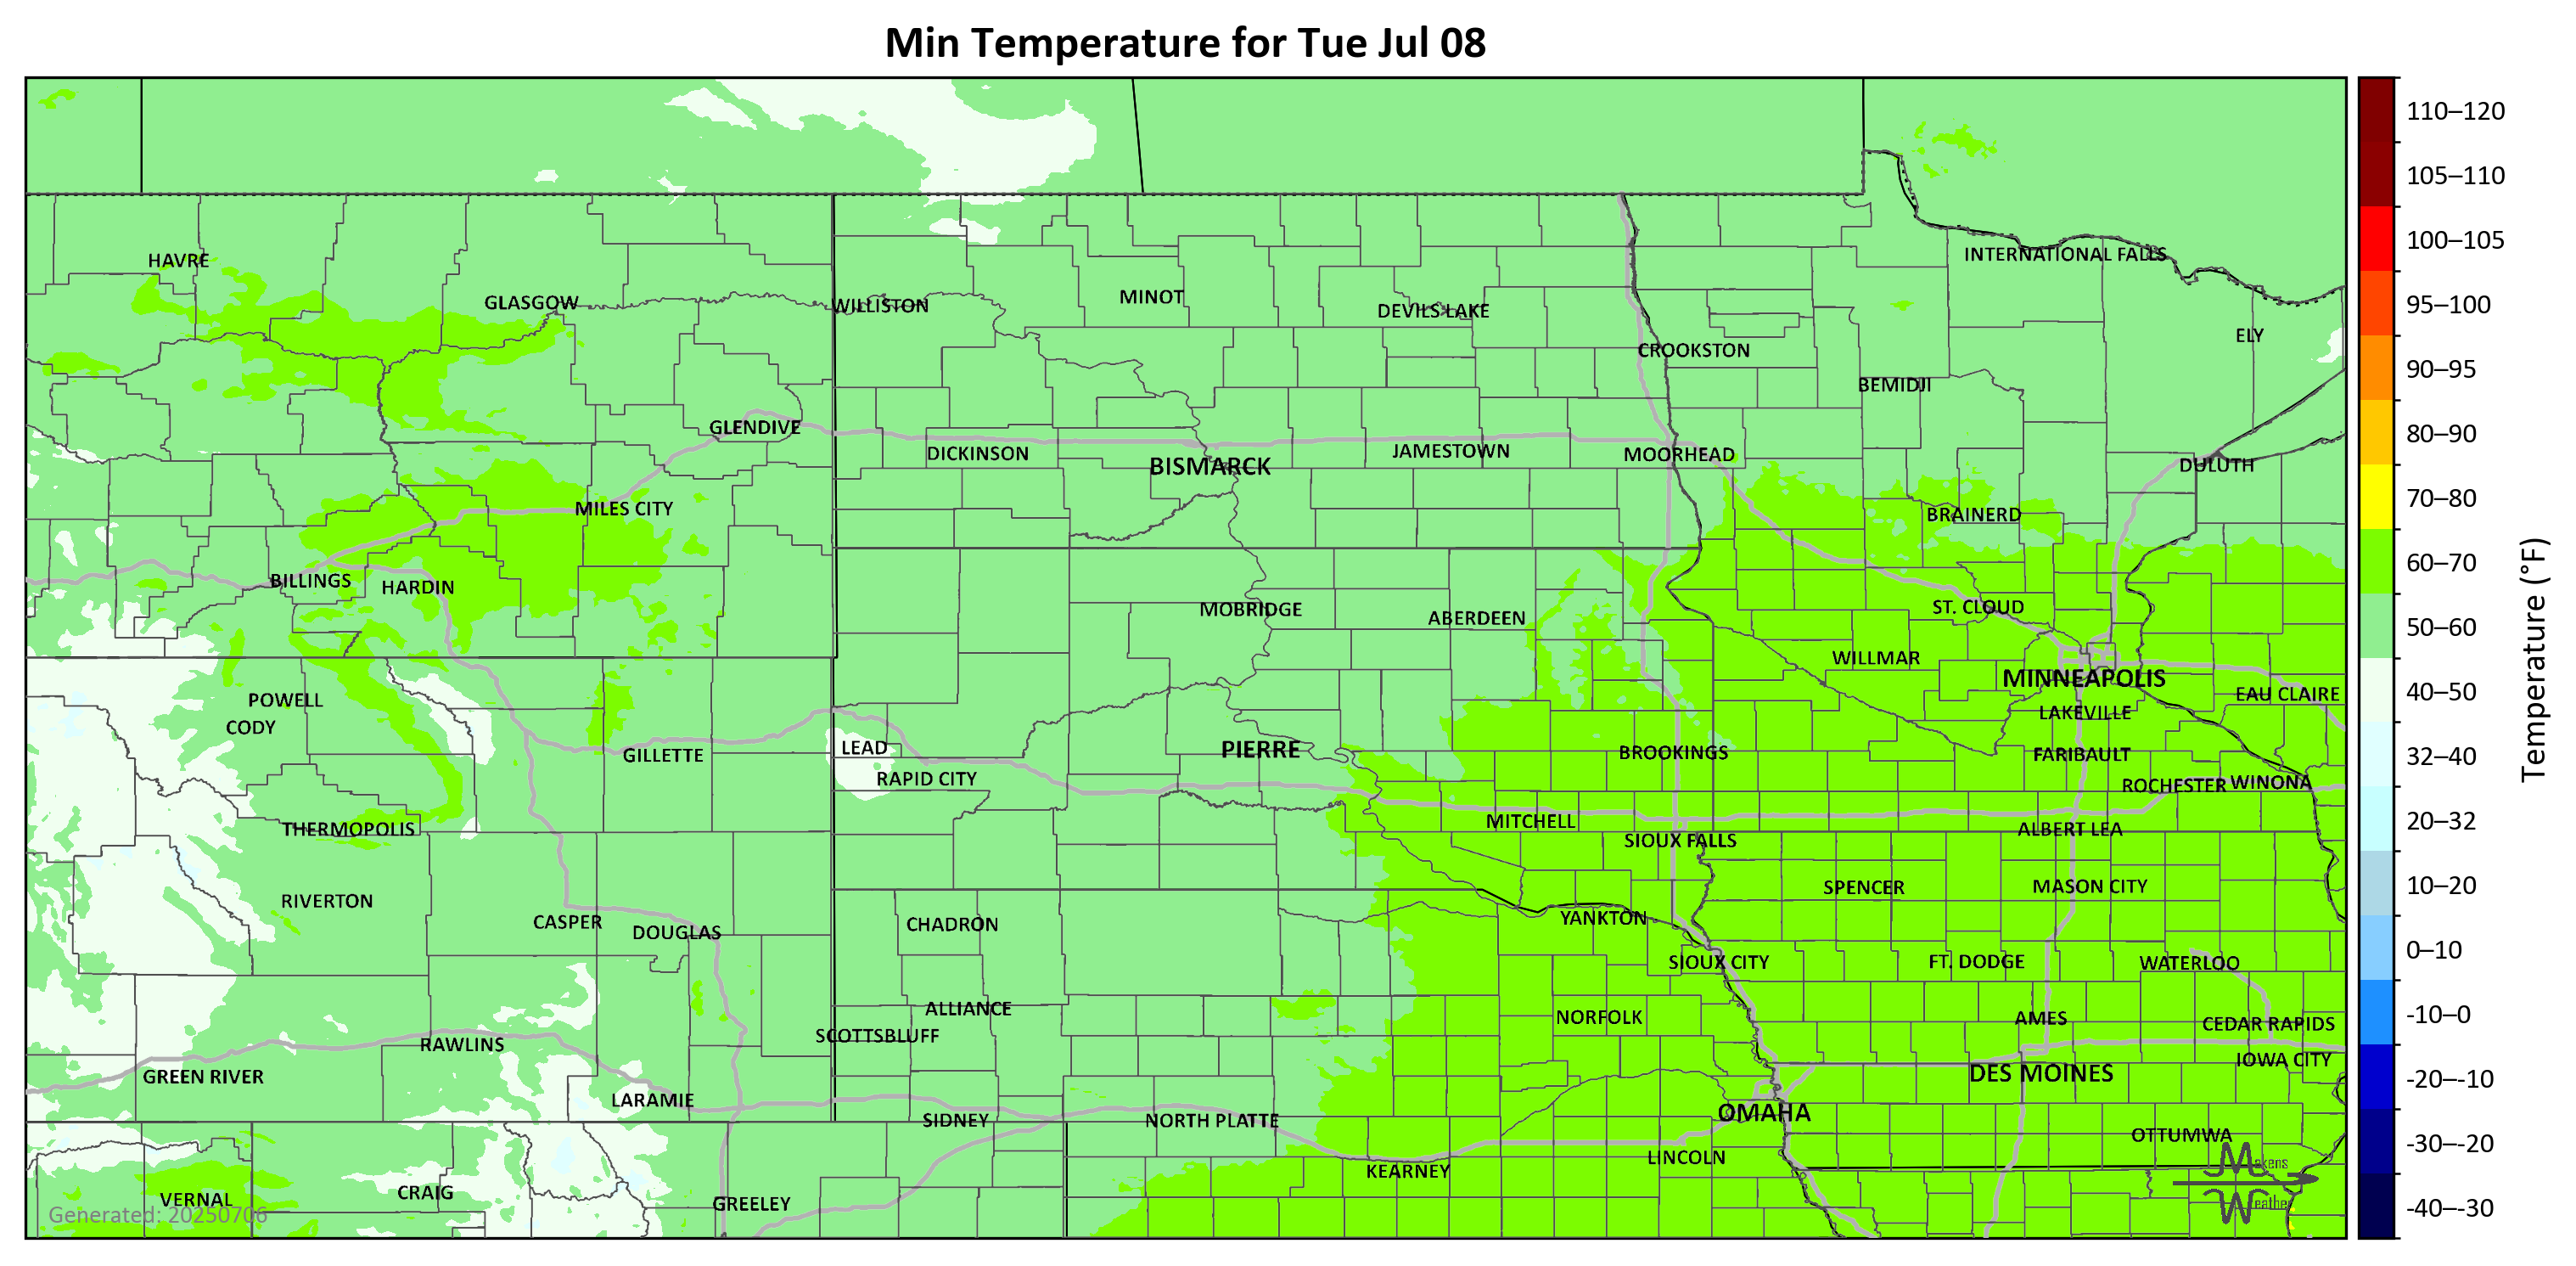 Min Temperature for Tue Jul 08
110–120
105–110
100–105
95–100
90–95
80–90
70–80
60–70
50–60
40–50
32–40
20–32
10–20
0–10
-10–0
-20–-10
-30–-20
-40–-30
Temperature (°F)
HAVRE
GLASGOW
WILLISTON
MINOT
DEVILS LAKE
INTERNATIONAL FALLS
ELY
CROOKSTON
BEMIDJI
GLENDIVE
DICKINSON
BISMARCK
JAMESTOWN
MOORHEAD
DULUTH
MILES CITY
BRAINERD
BILLINGS
HARDIN
MOBRIDGE
ABERDEEN
ST. CLOUD
WILLMAR
MINNEAPOLIS
EAU CLAIRE
POWELL
CODY
LAKEVILLE
GILLETTE
LEAD
PIERRE
BROOKINGS
FARIBAULT
RAPID CITY
ROCHESTER
WINONA
THERMOPOLIS
MITCHELL
SIOUX FALLS
ALBERT LEA
RIVERTON
SPENCER
MASON CITY
CASPER
DOUGLAS
CHADRON
YANKTON
SIOUX CITY
FT. DODGE
WATERLOO
ALLIANCE
NORFOLK
AMES
CEDAR RAPIDS
SCOTTSBLUFF
RAWLINS
IOWA CITY
GREEN RIVER
DES MOINES
LARAMIE
SIDNEY
NORTH PLATTE
OMAHA
OTTUMWA
LINCOLN
KEARNEY
VERNAL
CRAIG
GREELEY
Generated: 20250706
Makens
Weather